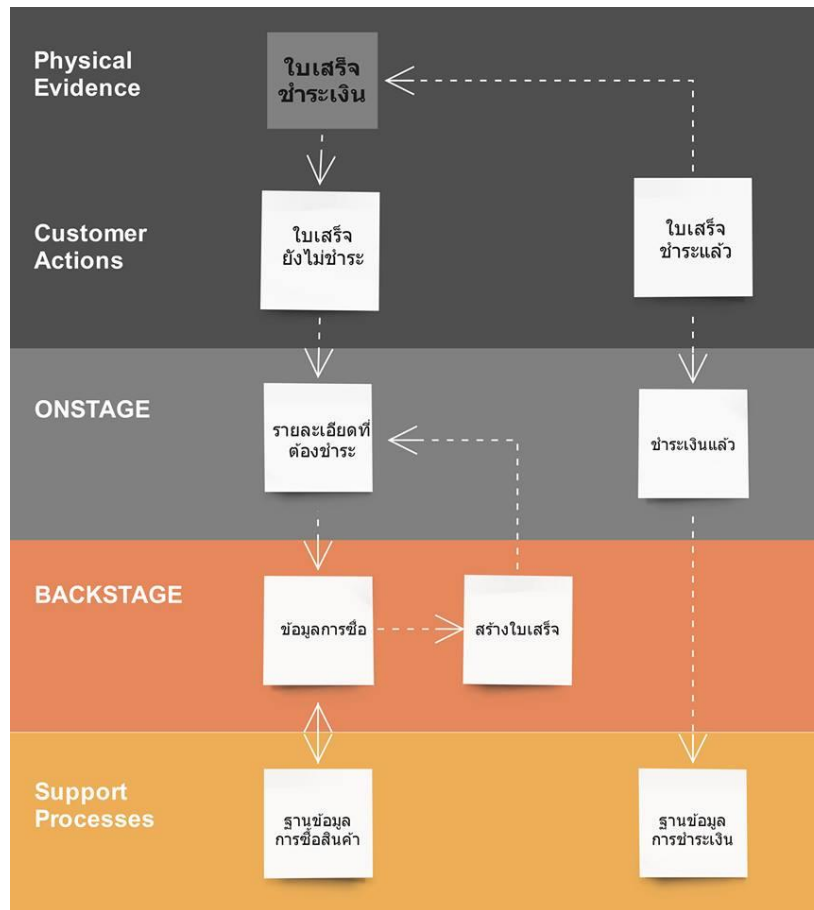 Physical
Evidence
ใบเสร็จ
ชำระเงิน
Customer
Actions
ใบเสร็จ
ยังไม่ชำระ
ใบเสร็จ
ชำระแล้ว
ONSTAGE
รายละเอียดที่
ต้องชำระ
ชำระเงินแล้ว
BACKSTAGE
ข้อมูลการซื้อ
สร้างใบเสร็จ
Support
Processes
ฐานข้อมูล
การซื้อสินค้า
ฐานข้อมูล
การชำระเงิน